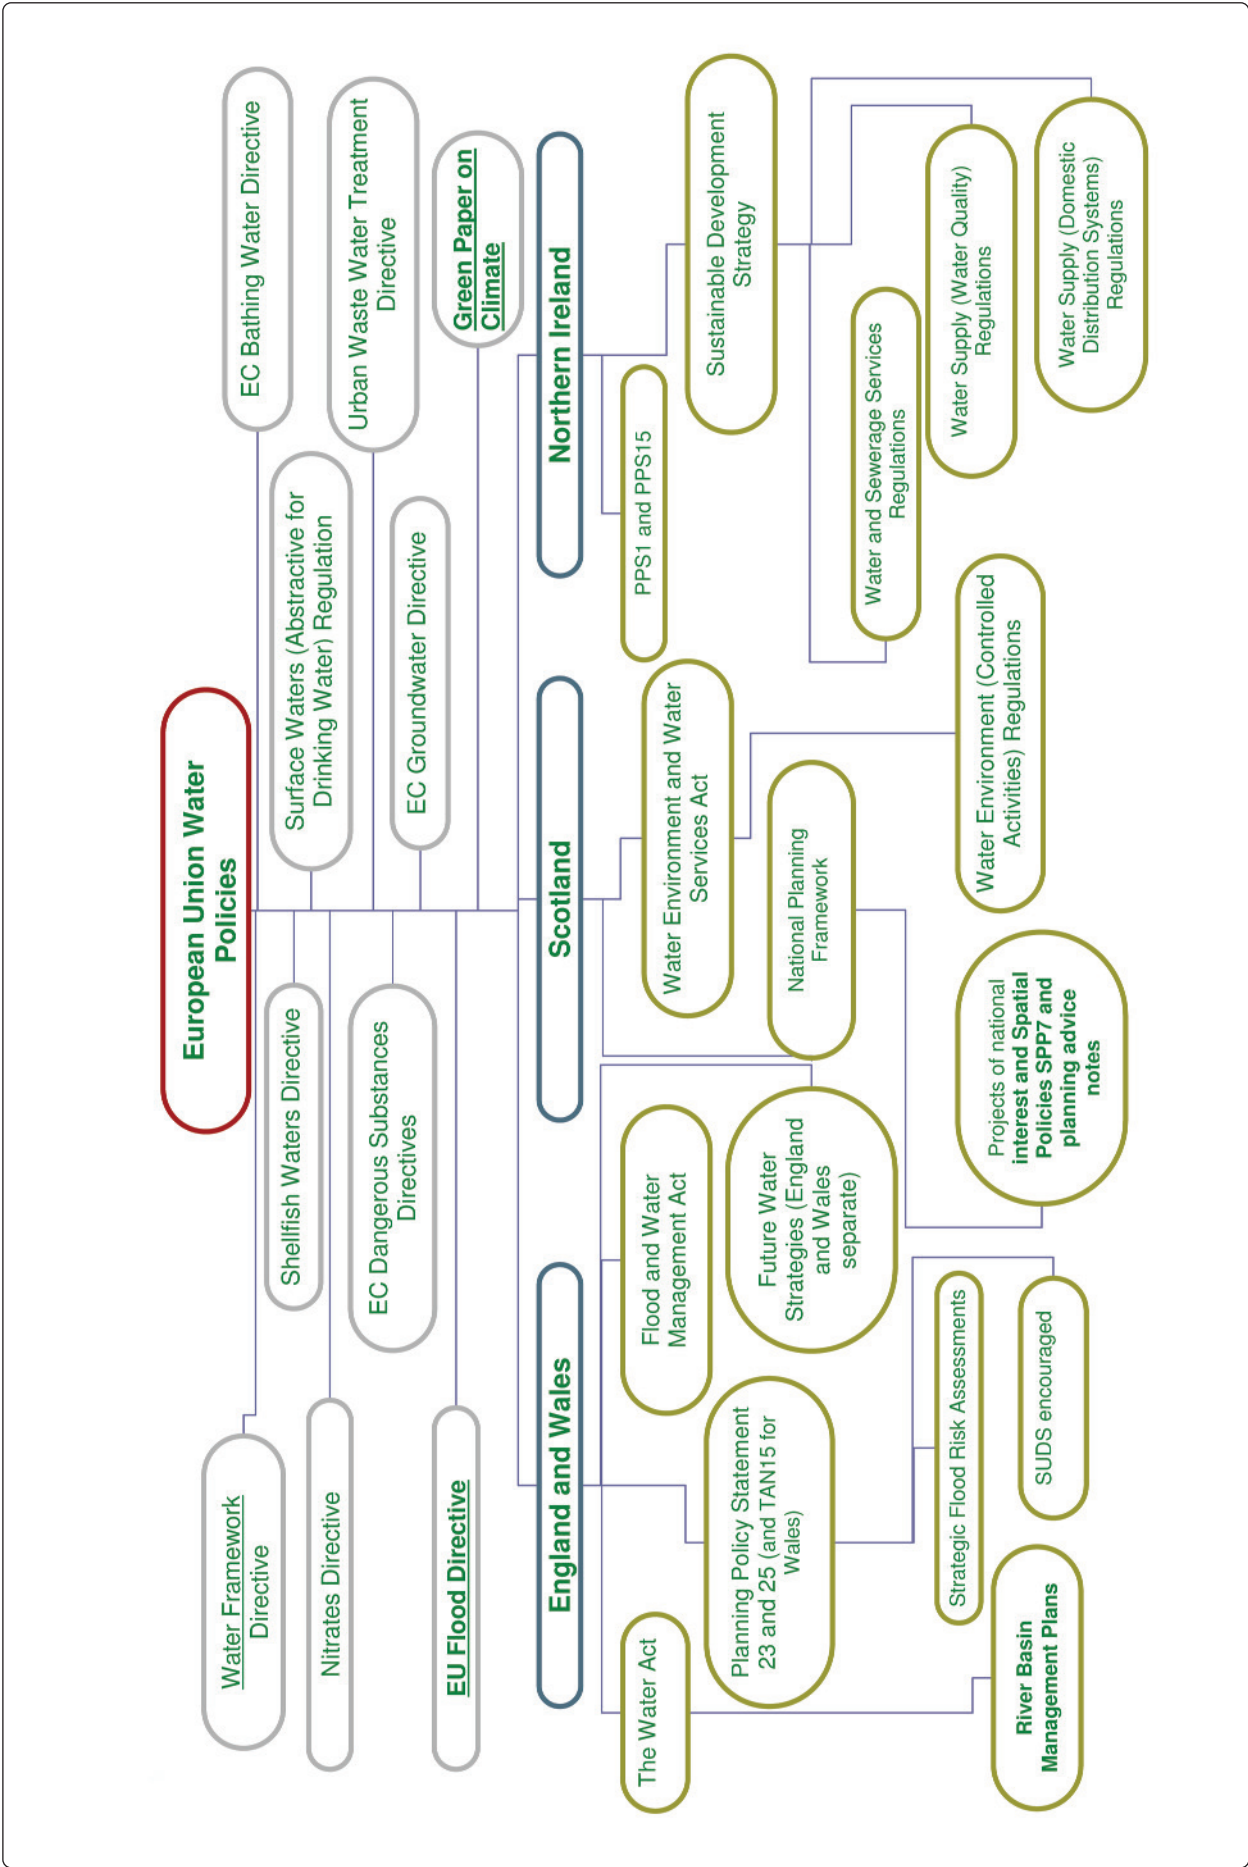 European Union Water
Policies
Water Framework
Directive
EC Bathing Water Directive
Shellfish Waters Directive
Surface Waters (Abstractive for
Drinking Water) Regulation
Nitrates Directive
Urban Waste Water Treatment
Directive
EC Dangerous Substances
Directives
EC Groundwater Directive
EU Flood Directive
Green Paper on
Climate
England and Wales
Scotland
Northern Ireland
The Water Act
Flood and Water
Management Act
Planning Policy Statement
23 and 25 (and TAN15 for
Wales)
Future Water
Strategies (England
and Wales
separate)
Strategic Flood Risk Assessments
SUDS encouraged
River Basin
Management Plans
Water Environment and Water
Services Act
National Planning
Framework
Water Environment (Controlled
Activities) Regulations
Projects of national
interest and Spatial
Policies SPP7 and
planning advice
notes
PPS1 and PPS15
Sustainable Development
Strategy
Water and Sewerage Services
Regulations
Water Supply (Water Quality)
Regulations
Water Supply (Domestic
Distribution Systems)
Regulations